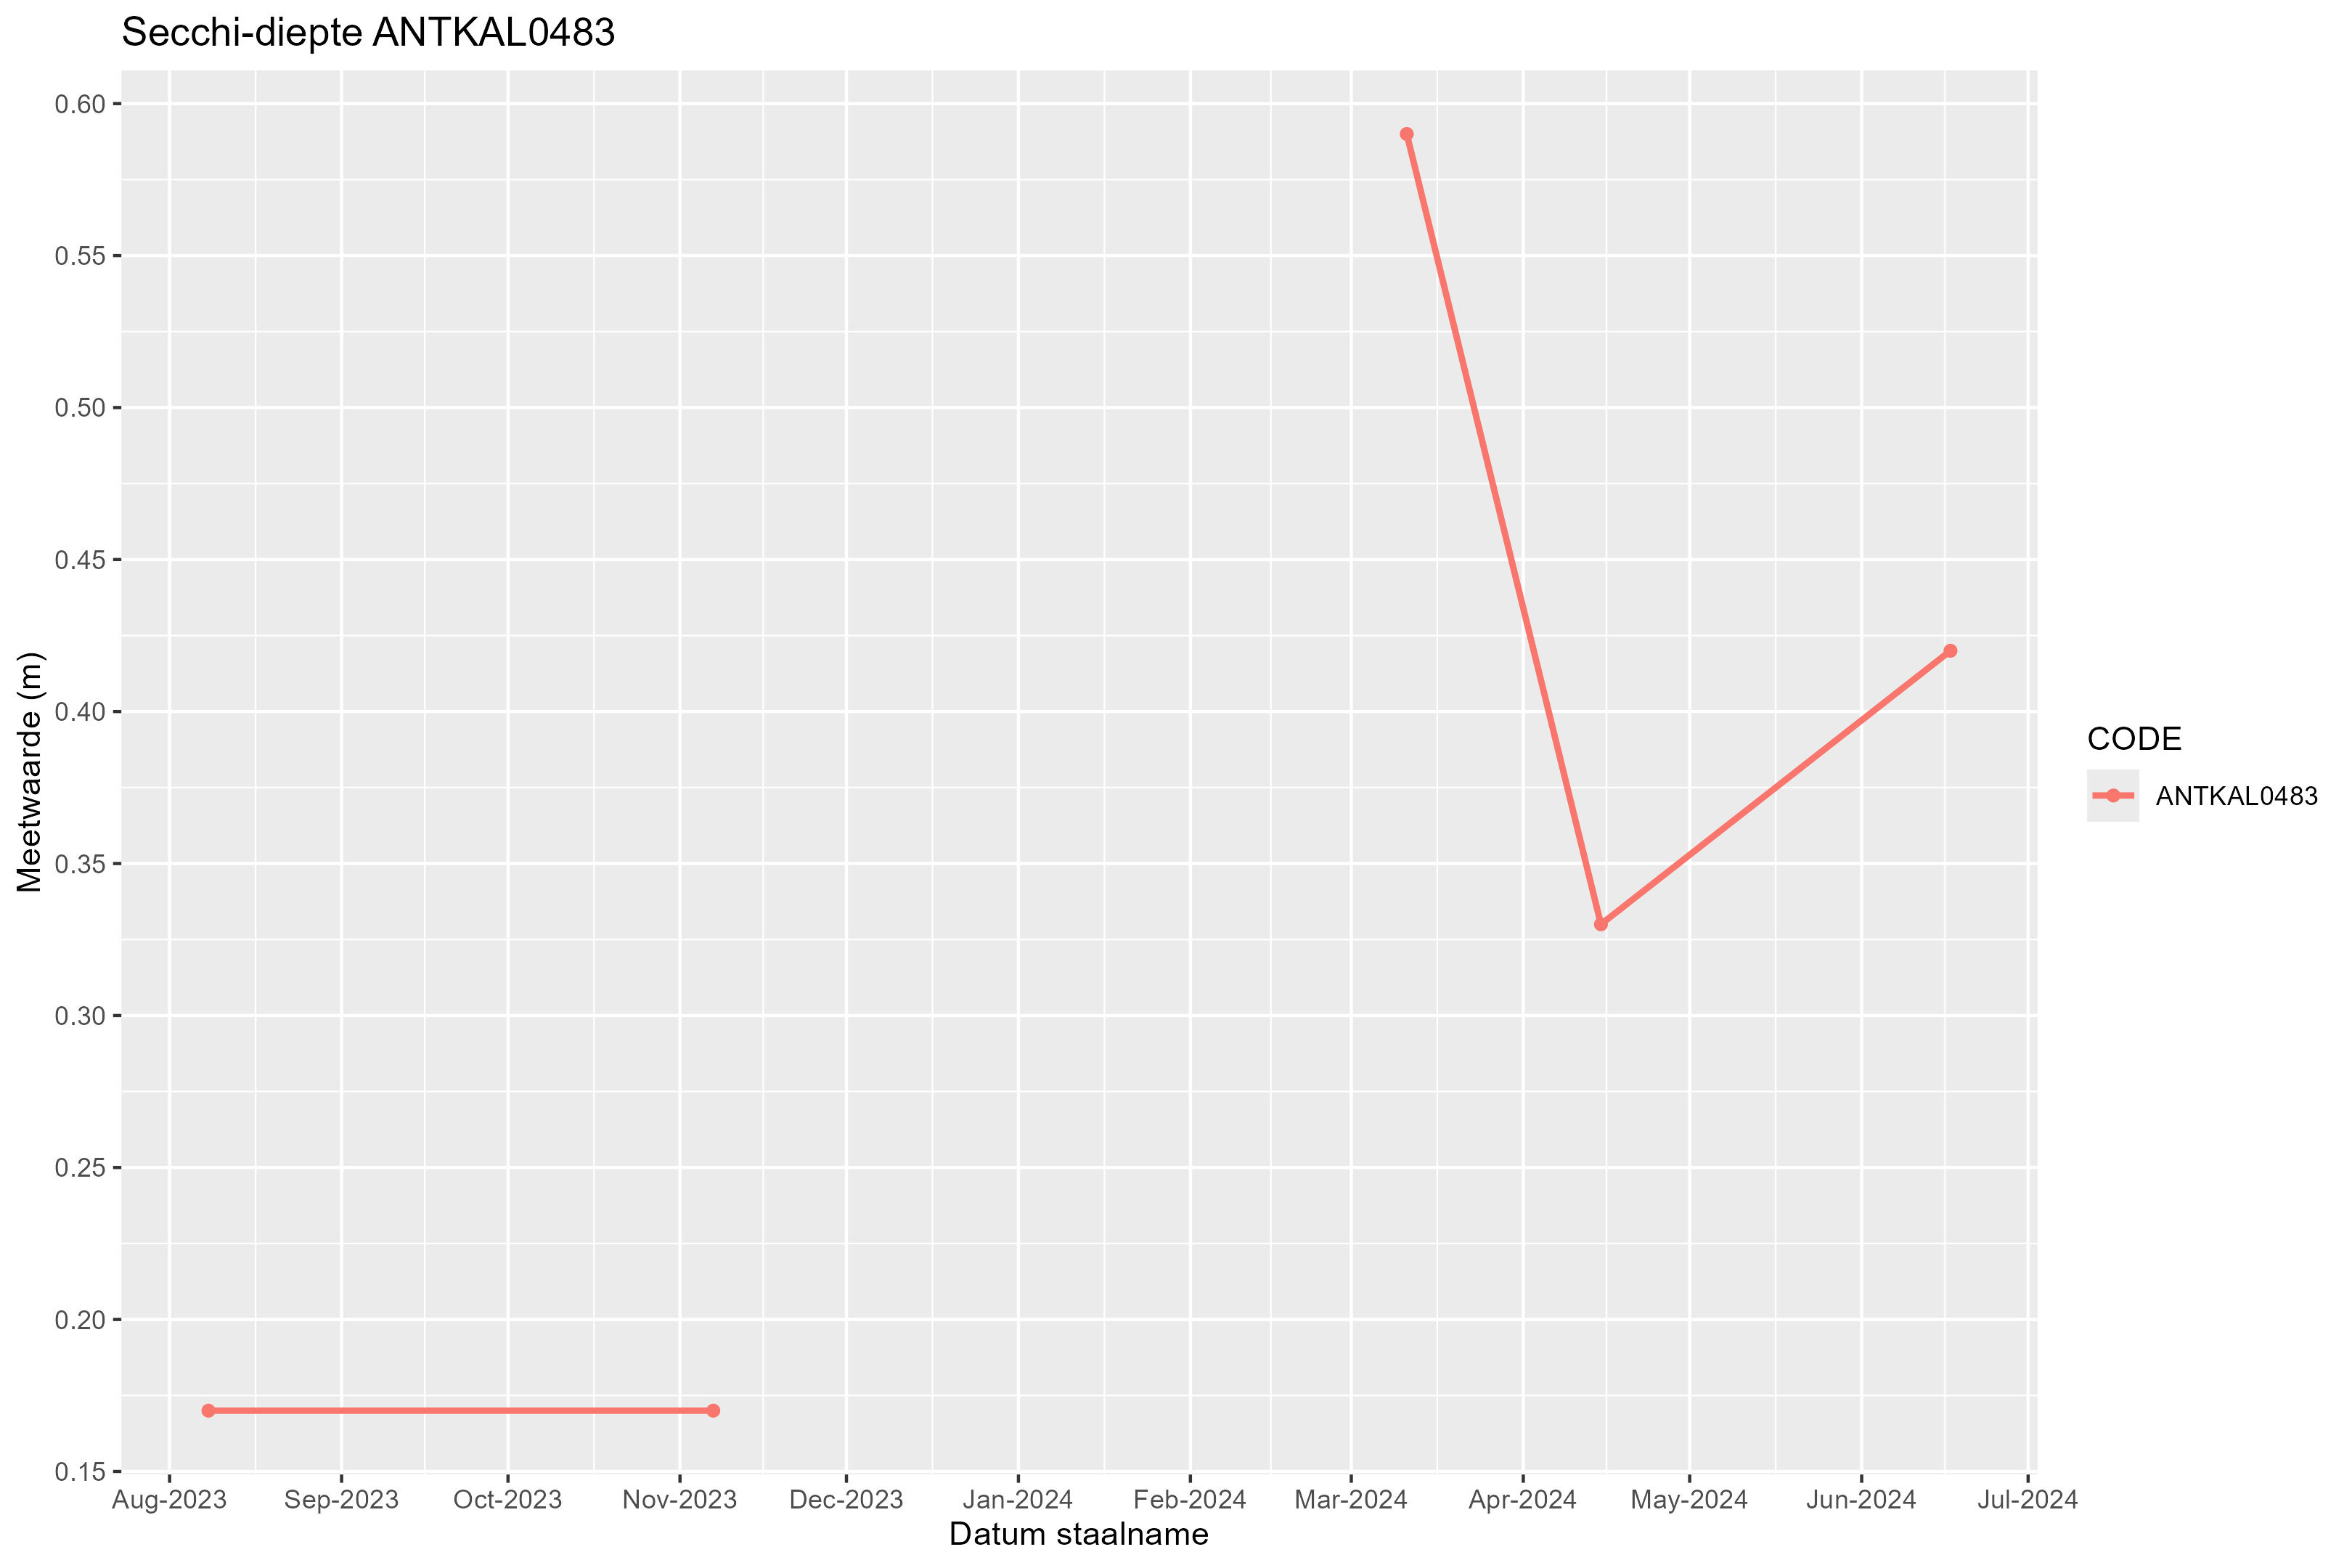 Secchi-diepte ANTKAL0483
0.60
0.55
0.50
0.45
0.40
0.35
0.30
0.25
0.20
0.15
Meetwaarde (m)
Aug-2023 Sep-2023 Oct-2023 Nov-2023 Dec-2023 Jan-2024 Feb-2024 Mar-2024 Apr-2024 May-2024 Jun-2024 Jul-2024
Datum staalname
CODE
ANTKAL0483